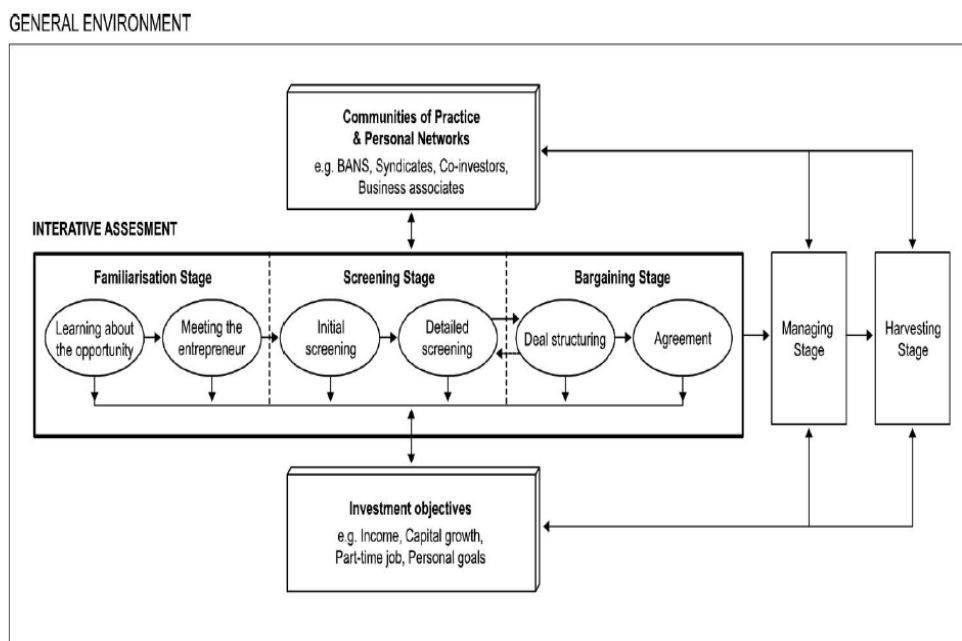 GENERAL ENVIRONMENT
Communities of Practice
& Personal Networks
e.g. BANS, Syndicates, Co-investors,
Business associates
INTERATIVE ASSESMENT
Familiarisation Stage
Screening Stage
Bargaining Stage
Learning about
the opportunity
Meeting the
entrepreneur
Initial
screening
Detailed
screening
Deal structuring
Agreement
Managing
Stage
Harvesting
Stage
Investment objectives
e.g. Income, Capital growth,
Part-time job, Personal goals